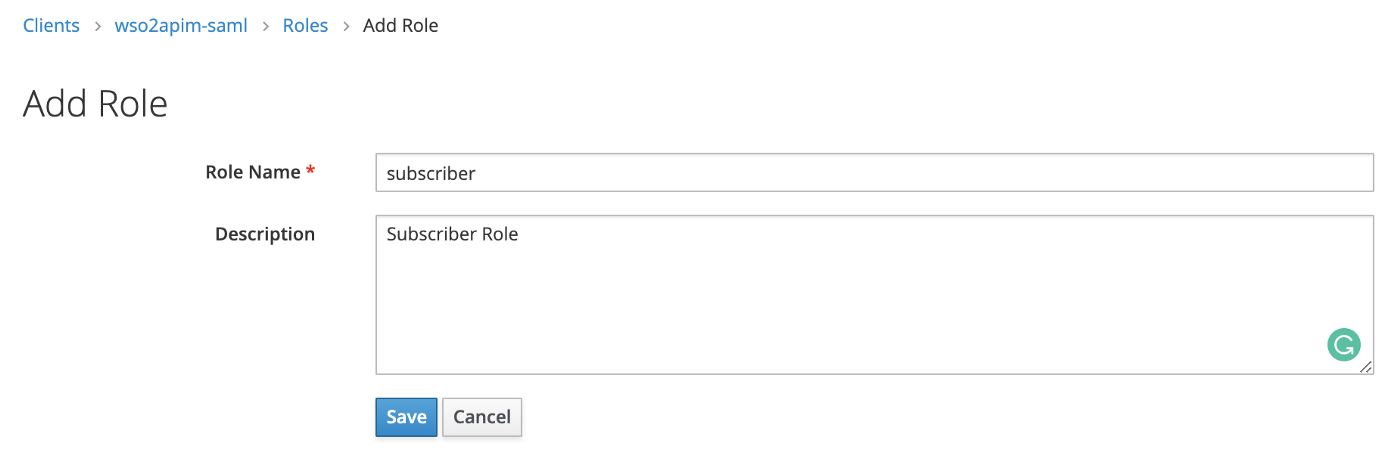 Clients > wso2apim-saml > Roles > Add Role
Add Role
Role Name *
subscriber
Description
Subscriber Role
Save Cancel